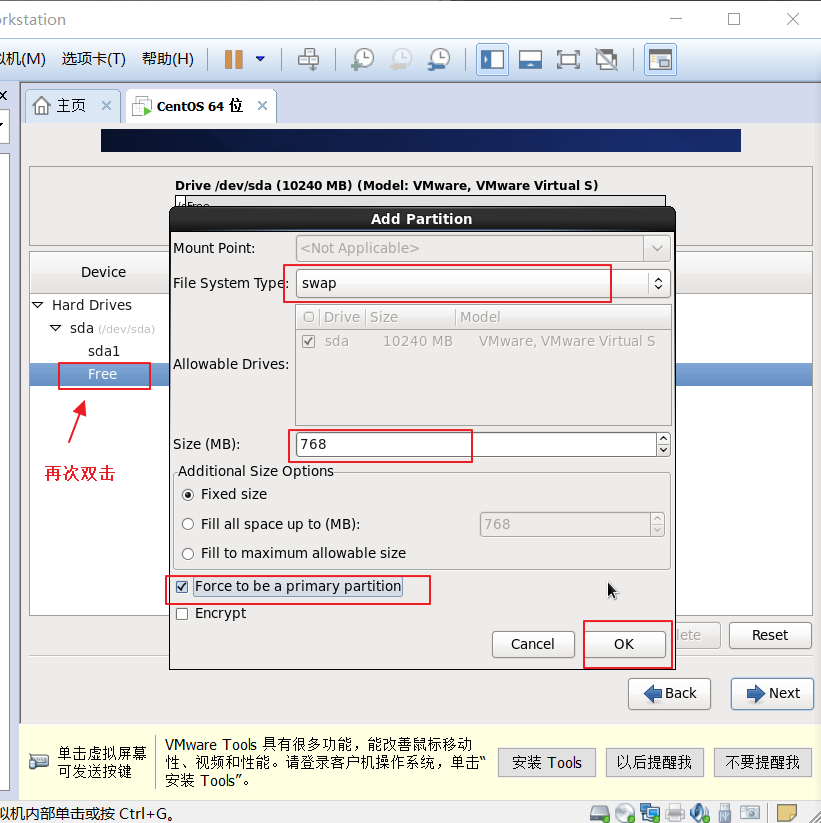 rkstation
拟机(M) 选项卡(T) 帮助(H)
主页
CentOS 64 位
Drive /dev/sda (10240 MB) (Model: VMware, VMware Virtual S)
Free
Add Partition
Mount Point:
<Not Applicable>
Device
File System Type:
swap
Hard Drives
Drive Size Model
sda (/dev/sda)
sda 10240 MB VMware, VMware Virtual S
sda1
Allowable Drives:
Free
Size (MB):
768
再次双击
Additional Size Options
Fixed size
Fill all space up to (MB):
768
Fill to maximum allowable size
Force to be a primary partition
Encrypt
Cancel
OK
lete
Reset
Back
Next
单击虚拟屏幕
可发送按键
VMware Tools 具有很多功能，能改善鼠标移动
性、视频和性能。请登录客户机操作系统，单击“
安装 Tools”。
安装 Tools
以后提醒我
不要提醒我
拟机内部单击或按 Ctrl+G。